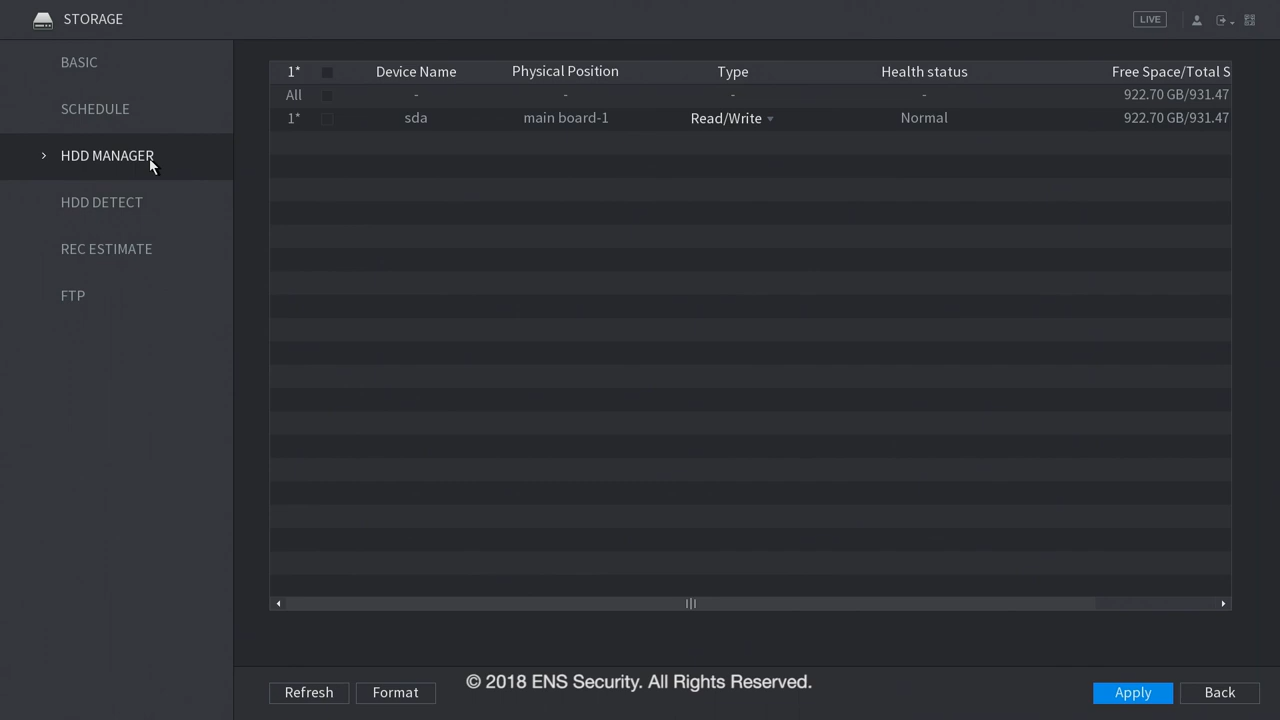 STORAGE
LIVE
BASIC
SCHEDULE
HDD MANAGER
HDD DETECT
REC ESTIMATE
FTP
1* Device Name Physical Position Type Health status Free Space/Total S
All - - - - 922.70 GB/931.47
1* sda main board-1 Read/Write Normal 922.70 GB/931.47
Refresh Format Apply Back
© 2018 ENS Security. All Rights Reserved.